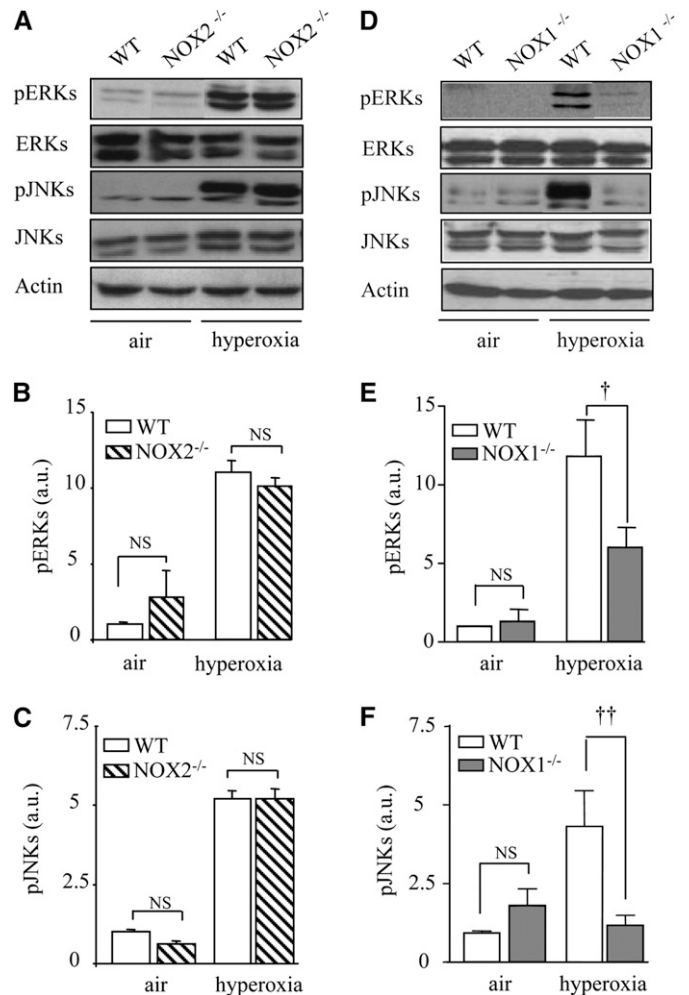 A
WT NOX2 -/- WT NOX2 -/-
pERKs
ERKs
pJNKs
JNKs
Actin
air hyperoxia
D
WT NOX1 -/- WT NOX1 -/-
pERKs
ERKs
pJNKs
JNKs
Actin
air hyperoxia
B
WT
NOX2-/-
pERKs (a.u.)
15
10
5
0
NS
NS
air hyperoxia
E
WT
NOX1-/-
pERKs (a.u.)
15
10
5
0
NS
†
air hyperoxia
C
WT
NOX2-/-
pJNKs (a.u.)
7.5
5
2.5
0
NS
NS
air hyperoxia
F
WT
NOX1-/-
pJNKs (a.u.)
7.5
5
2.5
0
NS
††
air hyperoxia